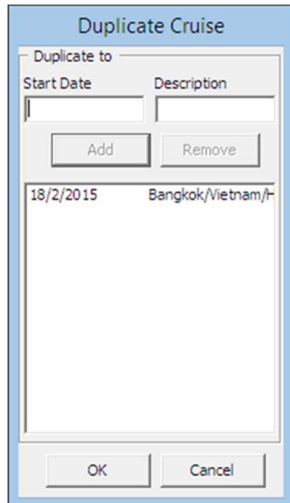 Duplicate Cruise
Duplicate to
Start Date Description
Add Remove
18/2/2015 Bangkok/Vietnam/H
OK Cancel